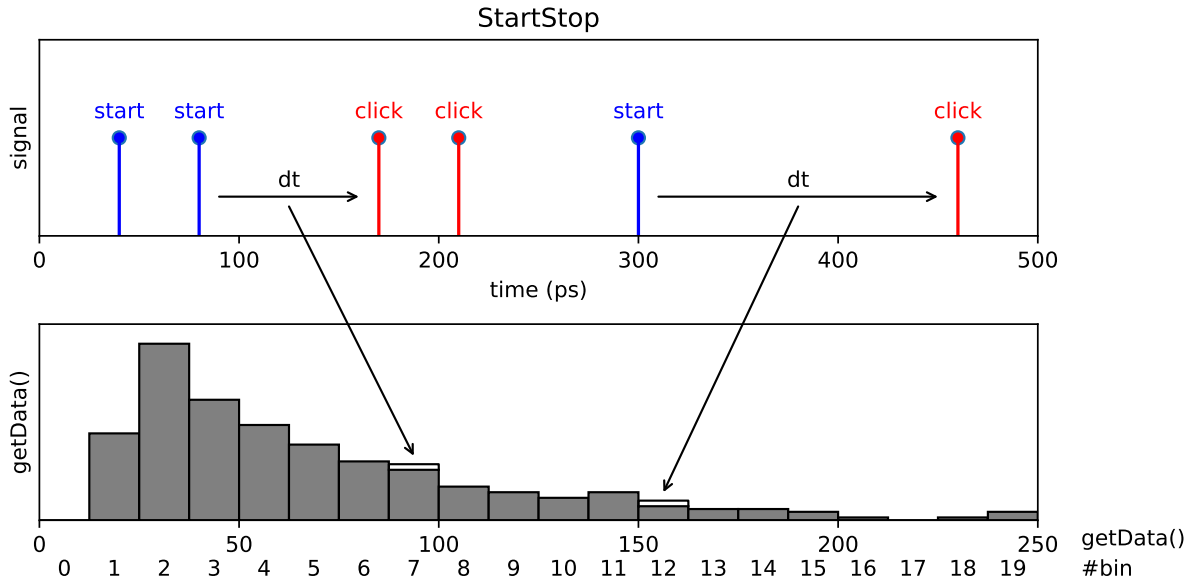 StartStop
signal
start start click click start click
dt dt
0 100 200 300 400 500
time (ps)
getData()
0 50 100 150 200 250 getData()
0 1 2 3 4 5 6 7 8 9 10 11 12 13 14 15 16 17 18 19 #bin